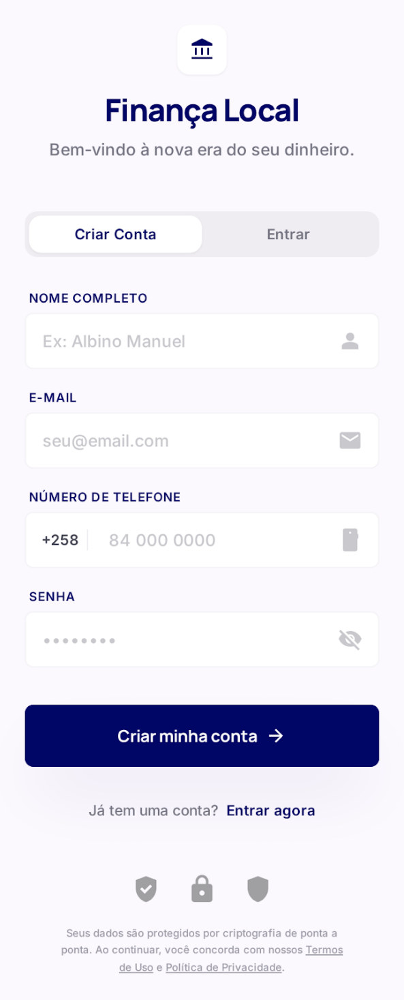 Finança Local
Bem-vindo à nova era do seu dinheiro.
Criar Conta
Entrar
NOME COMPLETO
Ex: Albino Manuel
E-MAIL
seu@email.com
NÚMERO DE TELEFONE
+258 84 000 0000
SENHA
••••••••
Criar minha conta →
Já tem uma conta? Entrar agora
Seus dados são protegidos por criptografia de ponta a
ponta. Ao continuar, você concorda com nossos Termos
de Uso e Política de Privacidade.